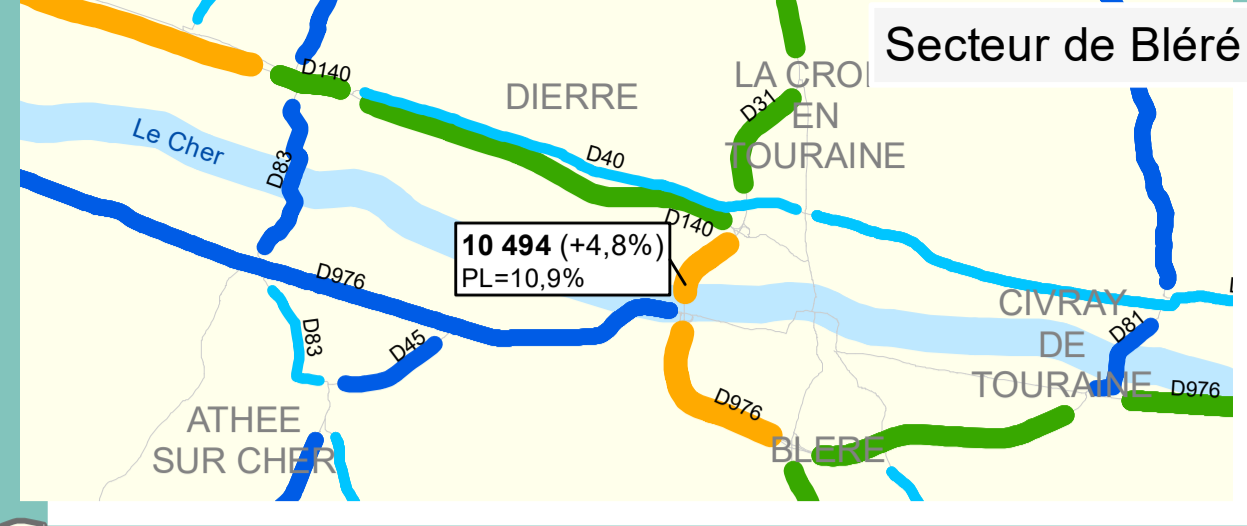 Secteur de Bléré
D140
DIERRE
LA CROI
EN
TOURAINE
D31
Le Cher
D83
D40
D140
10 494 (+4,8%)
PL=10,9%
D976
CIVRAY
DE
TOURAINE
D81
D83
D45
D976
D976
ATHEE
SUR CHER
BLERE